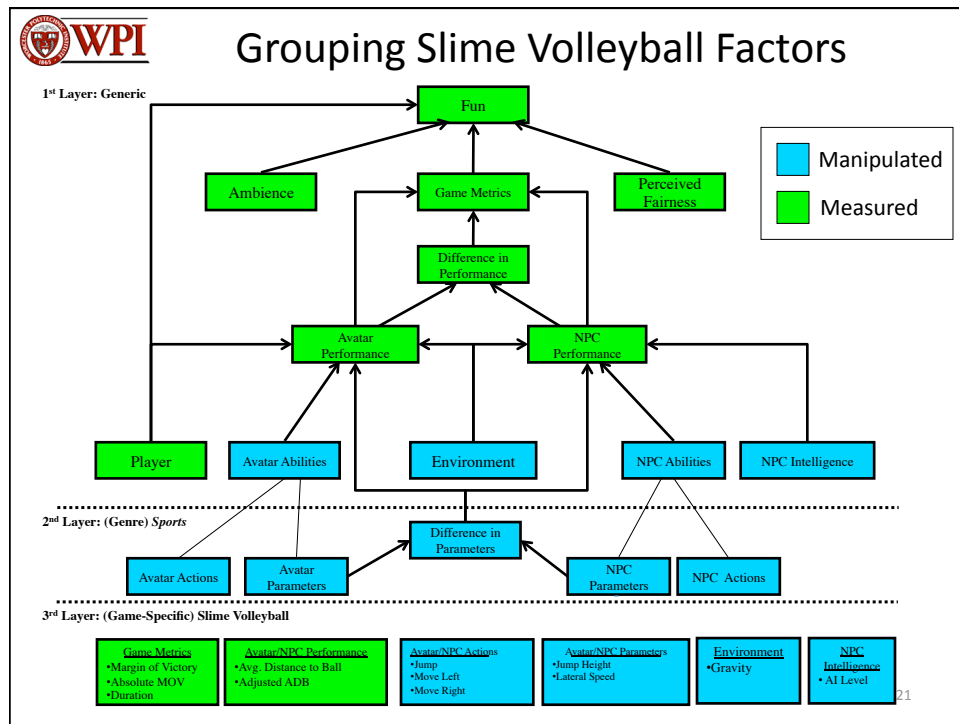 WPI
WORCESTER POLYTECHNIC INSTITUTE
1865
Grouping Slime Volleyball Factors
1st Layer: Generic
Fun
Manipulated
Measured
Ambience
Game Metrics
Perceived
Fairness
Difference in
Performance
Avatar
Performance
NPC
Performance
Player
Avatar Abilities
Environment
NPC Abilities
NPC Intelligence
2nd Layer: (Genre) Sports
Difference in
Parameters
Avatar Actions
Avatar
Parameters
NPC
Parameters
NPC Actions
3rd Layer: (Game-Specific) Slime Volleyball
Game Metrics
•Margin of Victory
•Absolute MOV
•Duration
Avatar/NPC Performance
•Avg. Distance to Ball
•Adjusted ADB
Avatar/NPC Actions
•Jump
•Move Left
•Move Right
Avatar/NPC Parameters
•Jump Height
•Lateral Speed
Environment
•Gravity
NPC
Intelligence
• AI Level
21